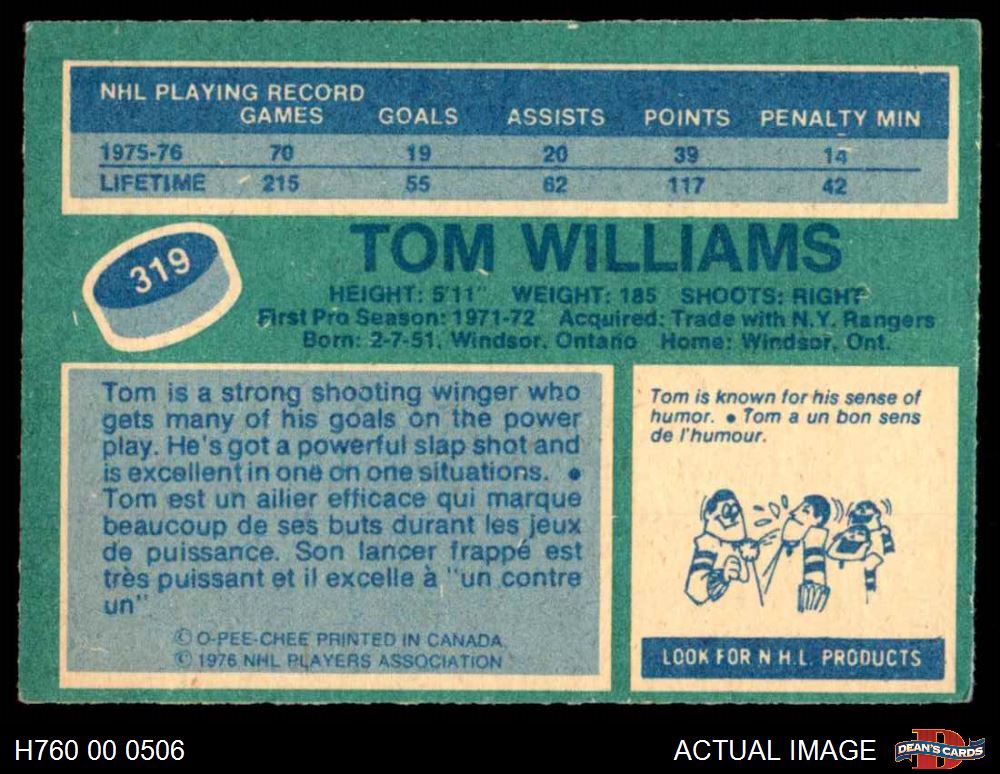 NHL PLAYING RECORD
GAMES GOALS ASSISTS POINTS PENALTY MIN
1975-76 70 19 20 39 14
LIFETIME 215 55 62 117 42
319
TOM WILLIAMS
HEIGHT: 5'11" WEIGHT: 185 SHOOTS: RIGHT
First Pro Season: 1971-72 Acquired: Trade with N.Y. Rangers
Born: 2-7-51, Windsor, Ontario Home: Windsor, Ont.
Tom is a strong shooting winger who
gets many of his goals on the power
play. He's got a powerful slap shot and
is excellent in one on one situations. •
Tom est un ailier efficace qui marque
beaucoup de ses buts durant les jeux
de puissance. Son lancer frappé est
très puissant et il excelle à "un contre
un"
© O-PEE-CHEE PRINTED IN CANADA
© 1976 NHL PLAYERS ASSOCIATION
Tom is known for his sense of
humor. • Tom a un bon sens
de l'humour.
LOOK FOR N.H.L. PRODUCTS
H760 00 0506
ACTUAL IMAGE
D
DEAN'S CARDS